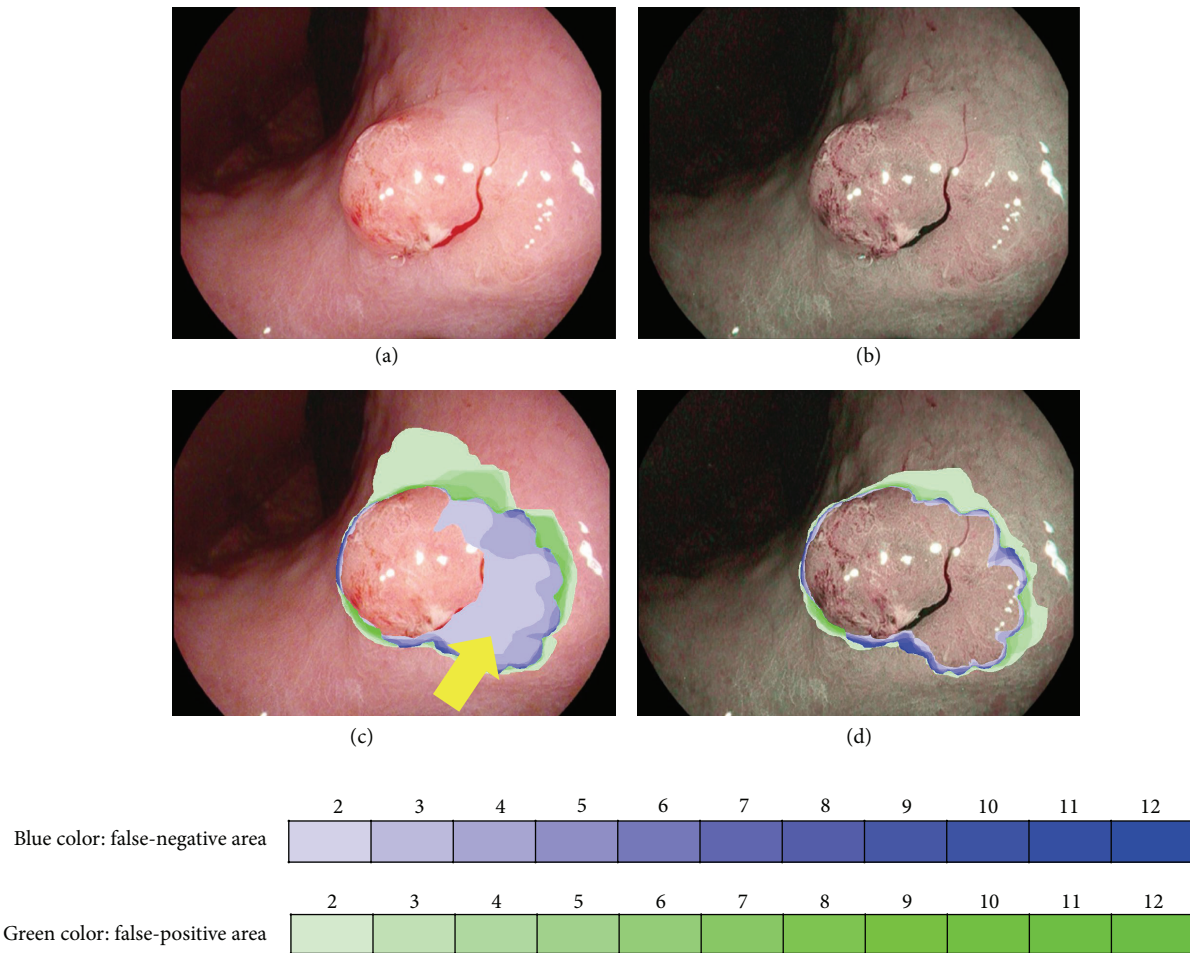 (a) (b)
(c) (d)
2 3 4 5 6 7 8 9 10 11 12
Blue color: false-negative area
2 3 4 5 6 7 8 9 10 11 12
Green color: false-positive area